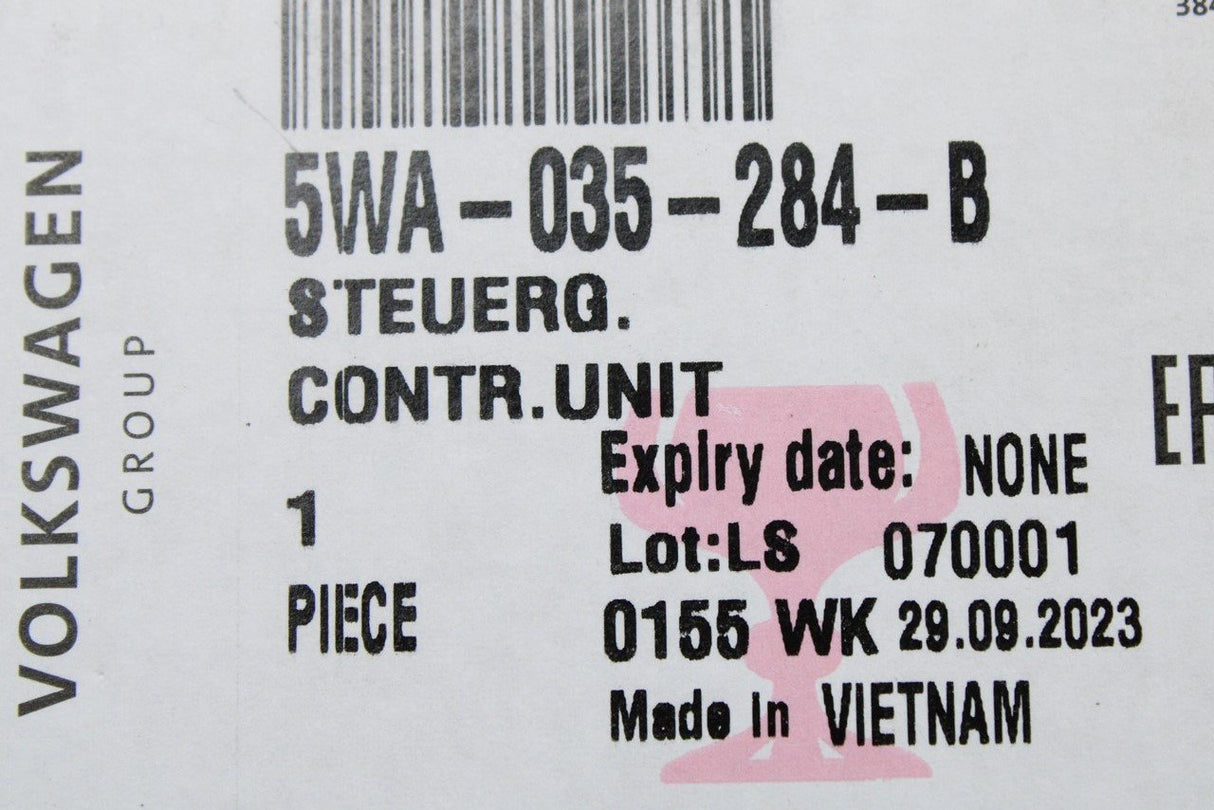 384
5WA-035-284-B
STEUERG.
CONTR.UNIT
Expiry date: NONE
1
Lot:LS 070001
PIECE
0155 WK 29.09.2023
Made in VIETNAM
VOLKSWAGEN
GROUP